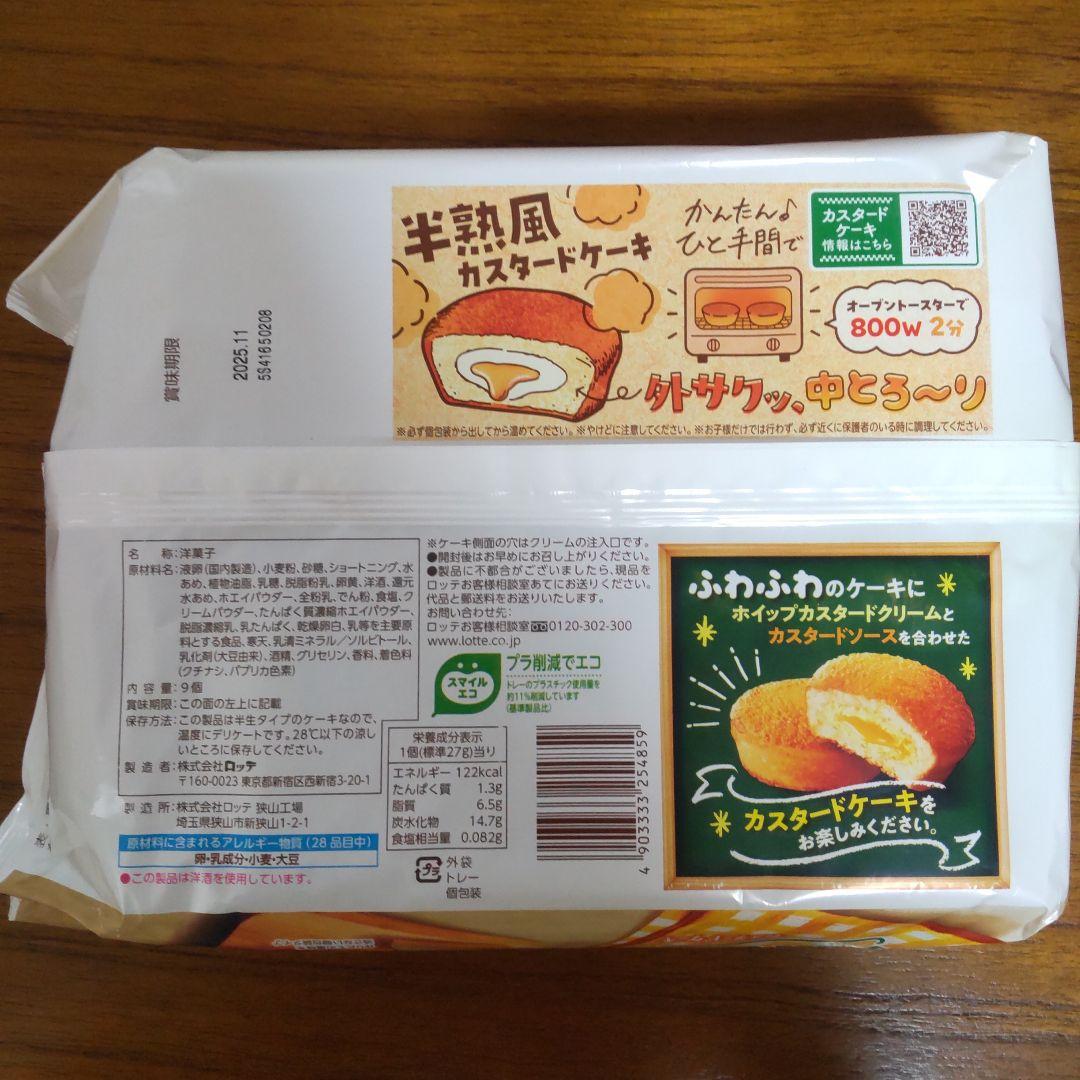 半熟風
カスタードケーキ
かんたん♪
ひと手間で
カスタード
ケーキ
情報はこちら
オーブントースターで
800W 2分
外サクッ、中とろ〜り
※必ず個包装から出してから温めてください。※やけどに注意してください。※お子様だけでは行わず、必ず近くに保護者のいる時に調理してください。
賞味期限
2025.11
5S41650208
名　称:洋菓子
原材料名:液卵(国内製造)、小麦粉、砂糖、ショートニング、水
あめ、植物油脂、乳糖、脱脂粉乳、卵黄、洋酒、還元
水あめ、ホエイパウダー、全粉乳、でん粉、食塩、ク
リームパウダー、たんぱく質濃縮ホエイパウダー、
脱脂濃縮乳、乳たんぱく、乾燥卵白、乳等を主要原
料とする食品、寒天、乳清ミネラル／ソルビトール、
乳化剤(大豆由来)、酒精、グリセリン、香料、着色料
(クチナシ、パプリカ色素)
内 容 量:9個
賞味期限:この面の左上に記載
保存方法:この製品は半生タイプのケーキなので、
温度にデリケートです。28℃以下の涼し
いところに保存してください。
製 造 者:株式会社ロッテ
〒160-0023 東京都新宿区西新宿3-20-1
製 造 所:株式会社ロッテ 狭山工場
埼玉県狭山市新狭山1-2-1
原材料に含まれるアレルギー物質(28品目中)
卵・乳成分・小麦・大豆
●この製品は洋酒を使用しています。
※ケーキ側面の穴はクリームの注入口です。
●開封後はお早めにお召し上がりください。
●製品に不都合がございましたら、現品を
ロッテお客様相談室あてにお送りください。
代品と郵送料をお送りいたします。
お問い合わせ先:
ロッテお客様相談室 0120-302-300
www.lotte.co.jp
スマイル
エコ
プラ削減でエコ
トレーのプラスチック使用量を
約11%削減しています
(基準製品比)
栄養成分表示
1個(標準27g)当り
エネルギー 122kcal
たんぱく質 1.3g
脂質 6.5g
炭水化物 14.7g
食塩相当量 0.082g
プラ
外袋
トレー
個包装
4 903333 254859
ふわふわのケーキに
ホイップカスタードクリームと
カスタードソースを合わせた
カスタードケーキを
お楽しみください。